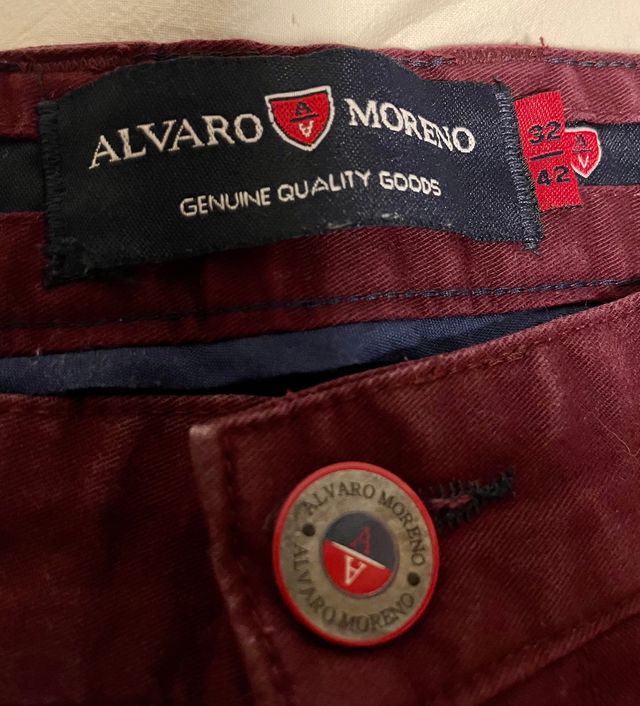 ALVARO A A MORENO
GENUINE QUALITY GOODS
32
42
A
ALVARO MORENO
A
A
ALVARO MORENO